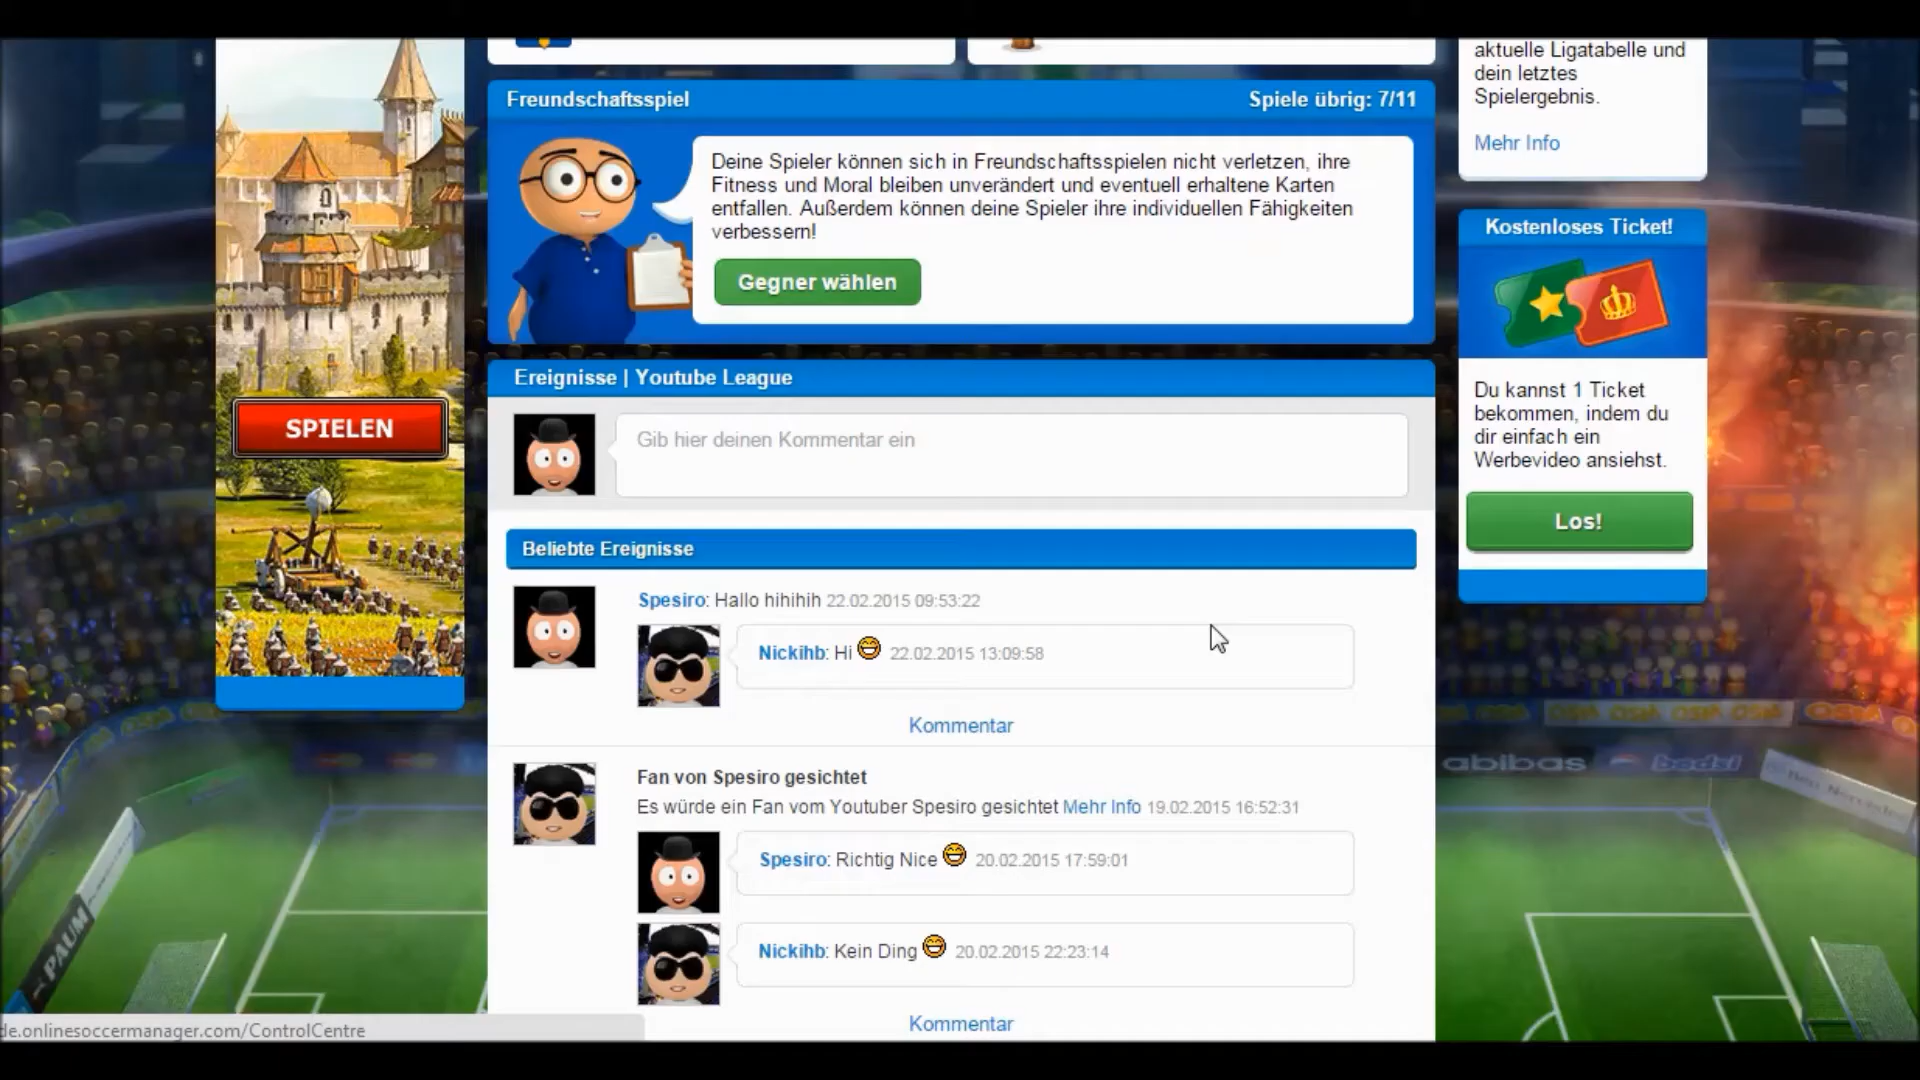 aktuelle Ligatabelle und
dein letztes
Spielergebnis.
Mehr Info
Freundschaftsspiel
Spiele übrig: 7/11
Deine Spieler können sich in Freundschaftsspielen nicht verletzen, ihre
Fitness und Moral bleiben unverändert und eventuell erhaltene Karten
entfallen. Außerdem können deine Spieler ihre individuellen Fähigkeiten
verbessern!
Gegner wählen
Kostenloses Ticket!
Du kannst 1 Ticket
bekommen, indem du
dir einfach ein
Werbevideo ansiehst.
Los!
SPIELEN
Ereignisse | Youtube League
Gib hier deinen Kommentar ein
Beliebte Ereignisse
Spesiro: Hallo hihihih 22.02.2015 09:53:22
Nickihb: Hi 22.02.2015 13:09:58
Kommentar
Fan von Spesiro gesichtet
Es würde ein Fan vom Youtuber Spesiro gesichtet Mehr Info 19.02.2015 16:52:31
Spesiro: Richtig Nice 20.02.2015 17:59:01
Nickihb: Kein Ding 20.02.2015 22:23:14
Kommentar
abibas
PAUM
de.onlinesoccermanager.com/ControlCentre